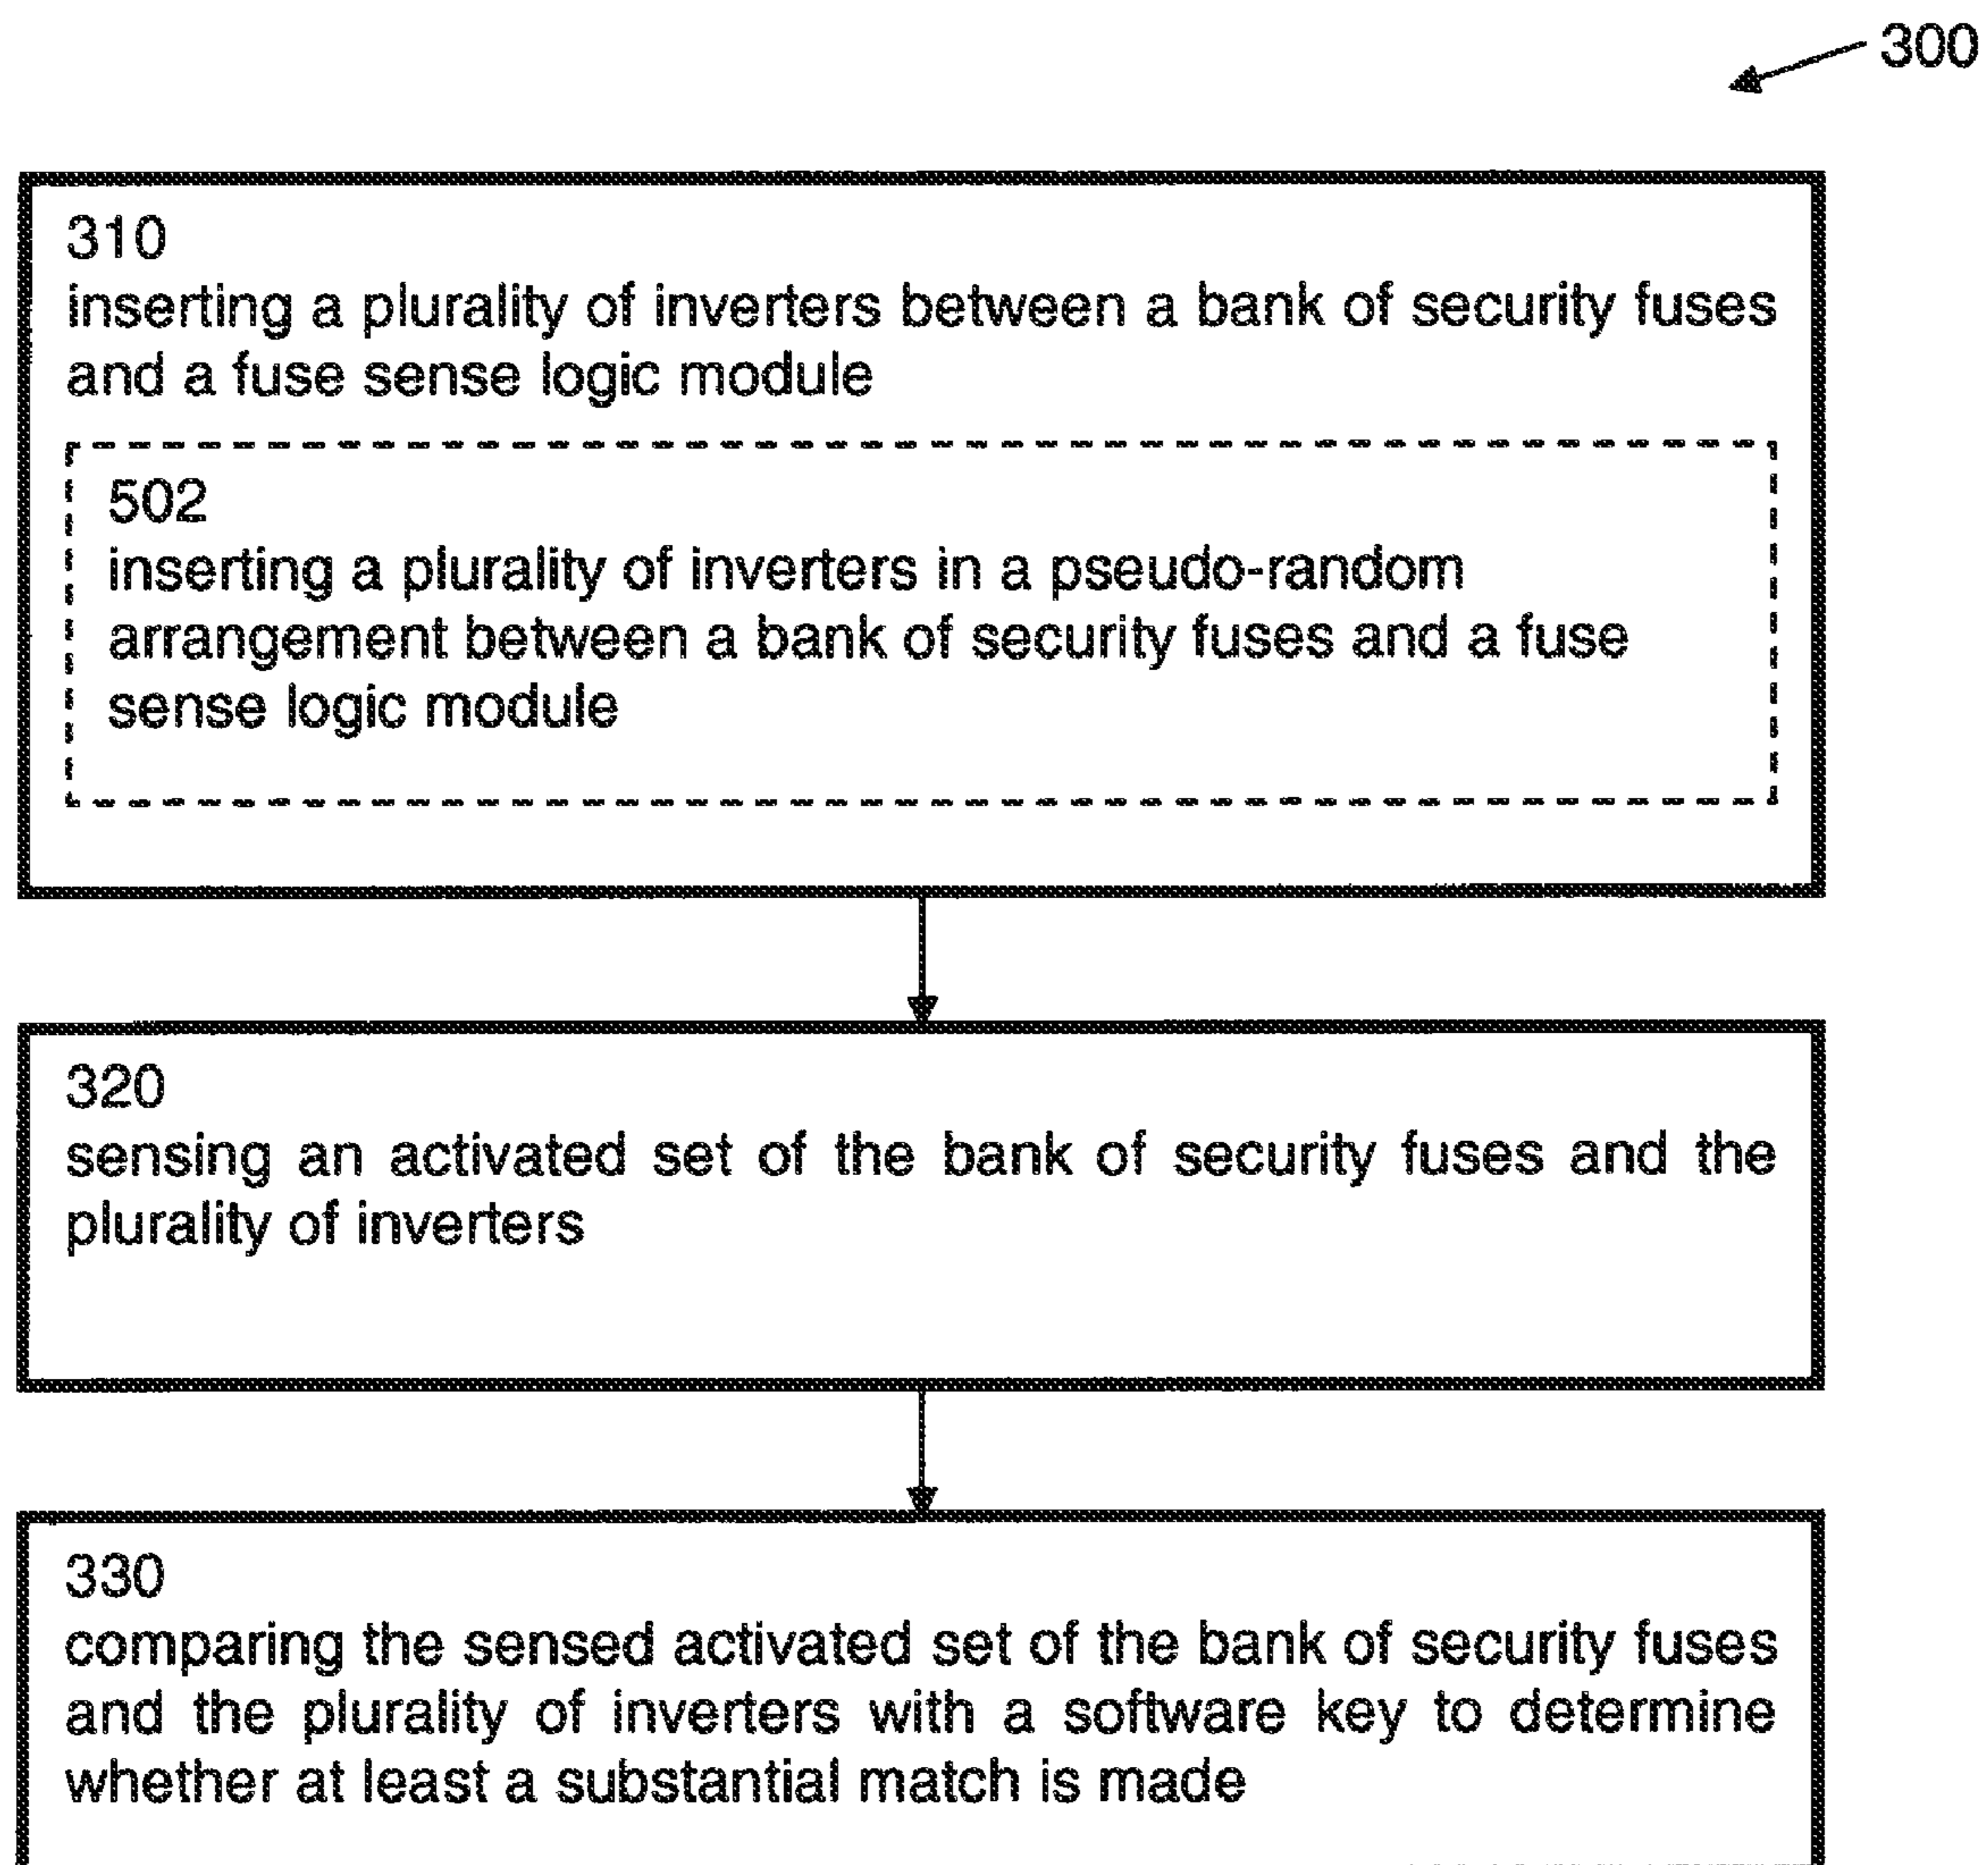 300
310
inserting a plurality of inverters between a bank of security fuses
and a fuse sense logic module
502
inserting a plurality of inverters in a pseudo-random
arrangement between a bank of security fuses and a fuse
sense logic module
320
sensing an activated set of the bank of security fuses and the
plurality of inverters
330
comparing the sensed activated set of the bank of security fuses
and the plurality of inverters with a software key to determine
whether at least a substantial match is made